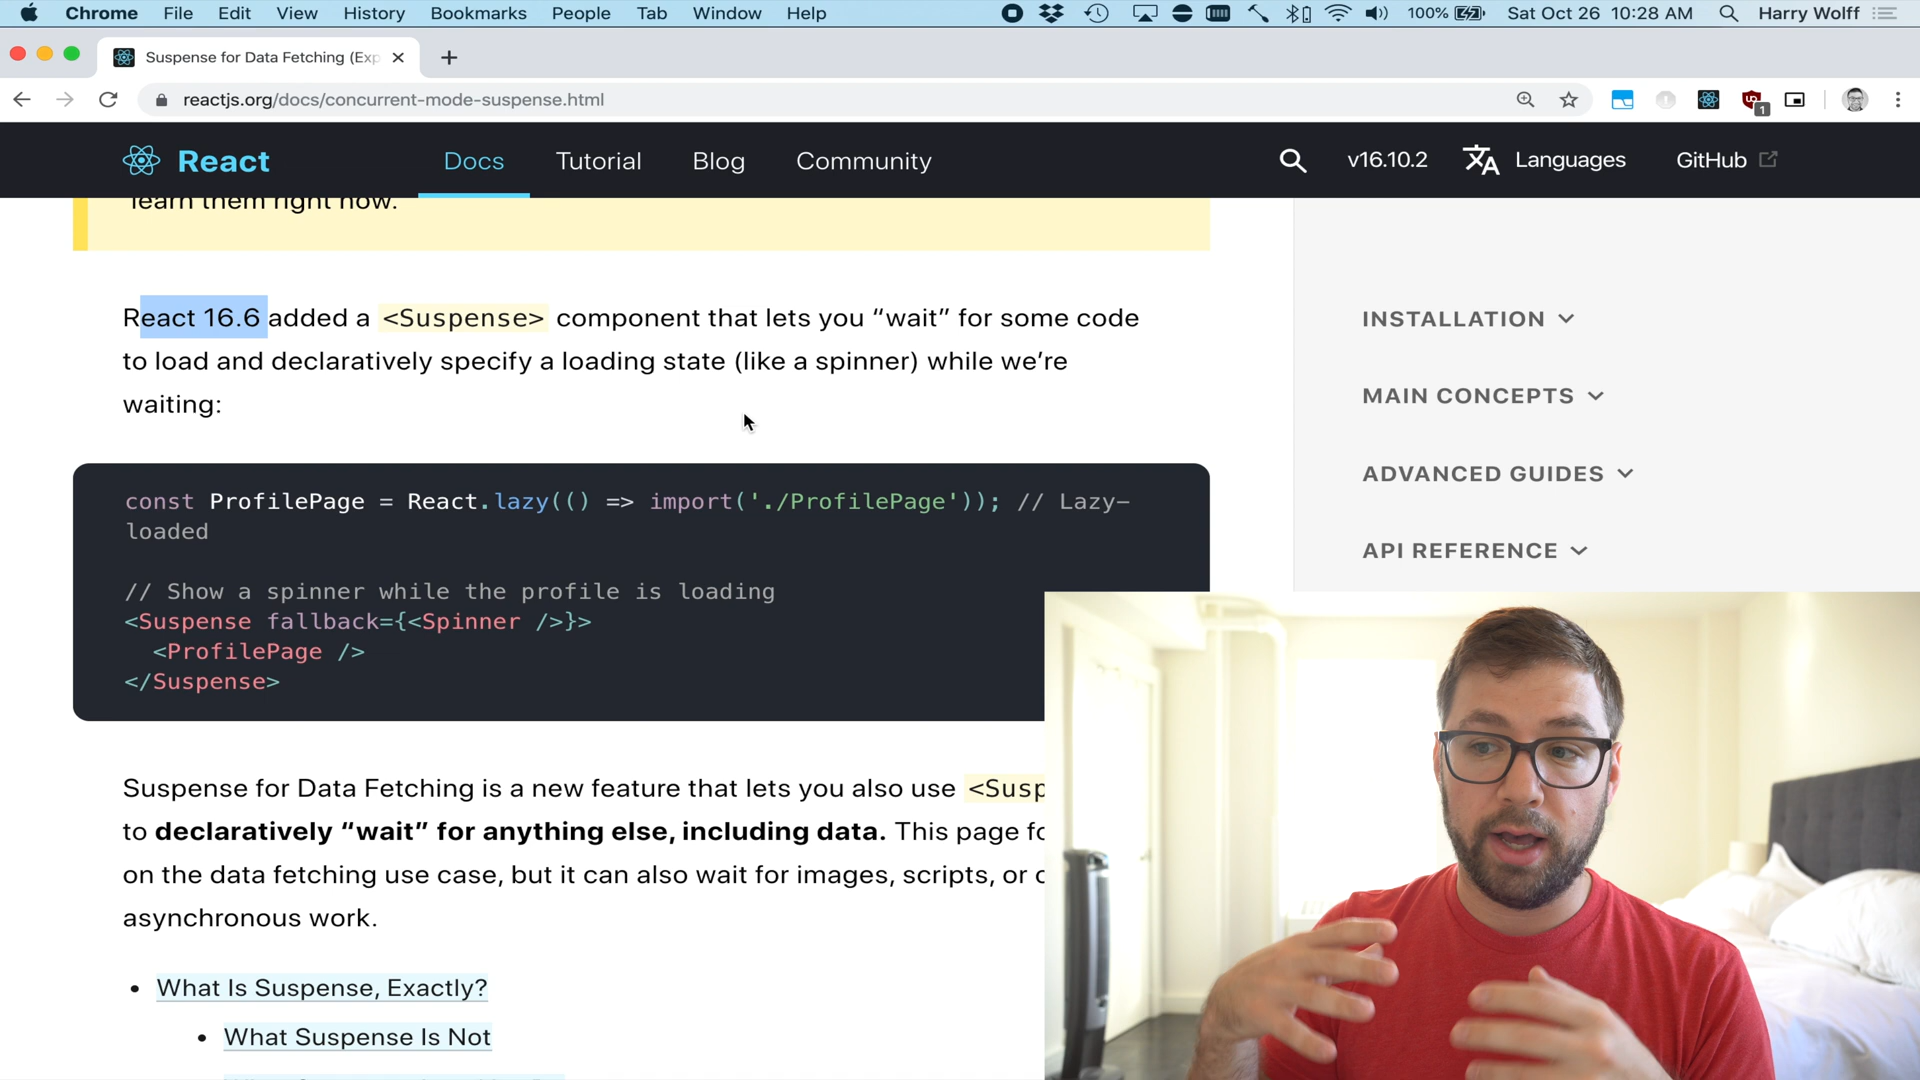 Chrome File Edit View History Bookmarks People Tab Window Help 100% Sat Oct 26 10:28 AM Harry Wolff
Suspense for Data Fetching (Exp
reactjs.org/docs/concurrent-mode-suspense.html
1
React Docs Tutorial Blog Community v16.10.2 Languages GitHub
learn them right now.
React 16.6 added a <Suspense> component that lets you “wait” for some code
to load and declaratively specify a loading state (like a spinner) while we’re
waiting:
const ProfilePage = React.lazy(() => import('./ProfilePage')); // Lazy-
loaded
// Show a spinner while the profile is loading
<Suspense fallback={<Spinner />}>
<ProfilePage />
</Suspense>
Suspense for Data Fetching is a new feature that lets you also use <Susp
to declaratively “wait” for anything else, including data. This page fo
on the data fetching use case, but it can also wait for images, scripts, or
asynchronous work.
• What Is Suspense, Exactly?
• What Suspense Is Not
INSTALLATION
MAIN CONCEPTS
ADVANCED GUIDES
API REFERENCE